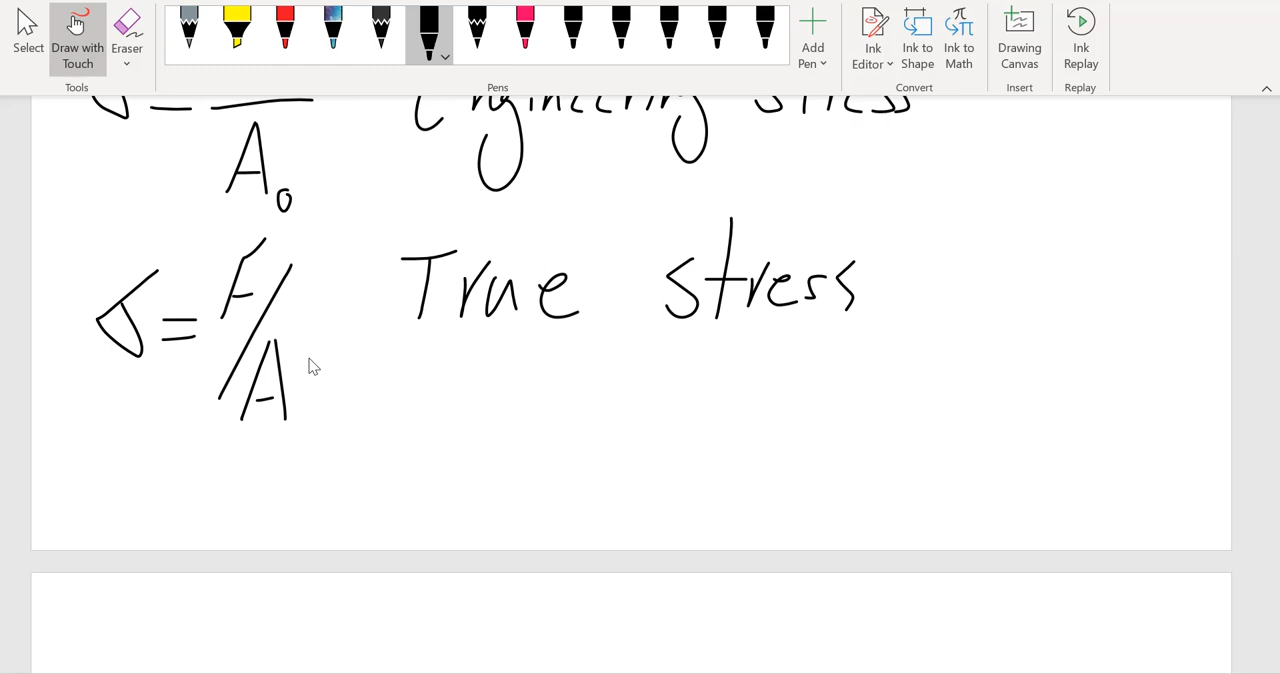 Select
Draw with Touch
Eraser
Add Pen
Ink Editor
Ink to Shape
Ink to Math
Drawing Canvas
Ink Replay
Tools
Pens
Convert
Insert
Replay
σ = A₀ Engineering stress
σ = F/A True stress